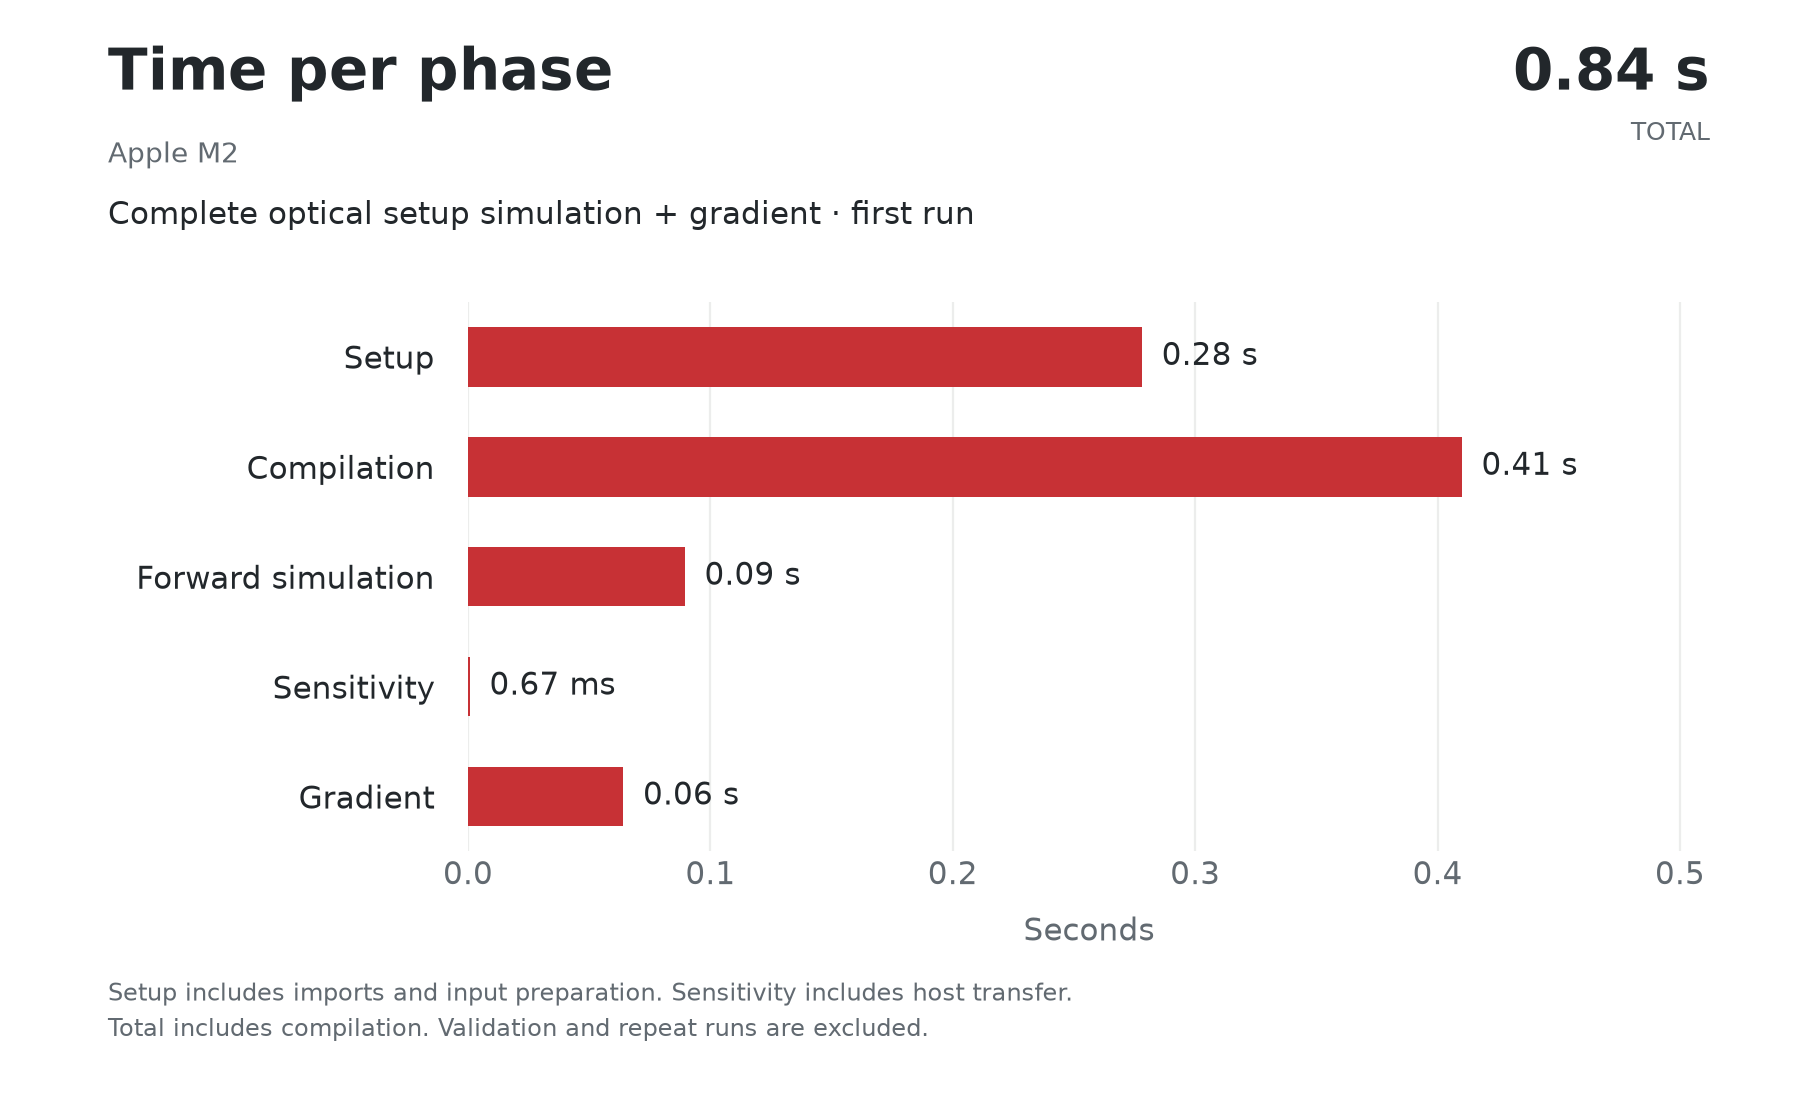 Time per phase
0.84 s
TOTAL
Apple M2
Complete optical setup simulation + gradient · first run
Setup
0.28 s
Compilation
0.41 s
Forward simulation
0.09 s
Sensitivity
0.67 ms
Gradient
0.06 s
0.0 0.1 0.2 0.3 0.4 0.5
Seconds
Setup includes imports and input preparation. Sensitivity includes host transfer.
Total includes compilation. Validation and repeat runs are excluded.